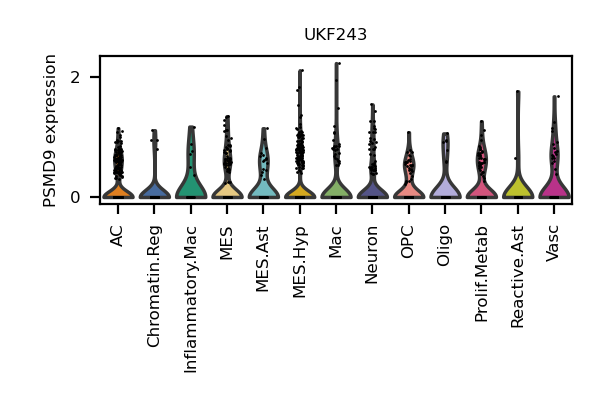 UKF243
PSMD9 expression
2
0
AC
Chromatin.Reg
Inflammatory.Mac
MES
MES.Ast
MES.Hyp
Mac
Neuron
OPC
Oligo
Prolif.Metab
Reactive.Ast
Vasc